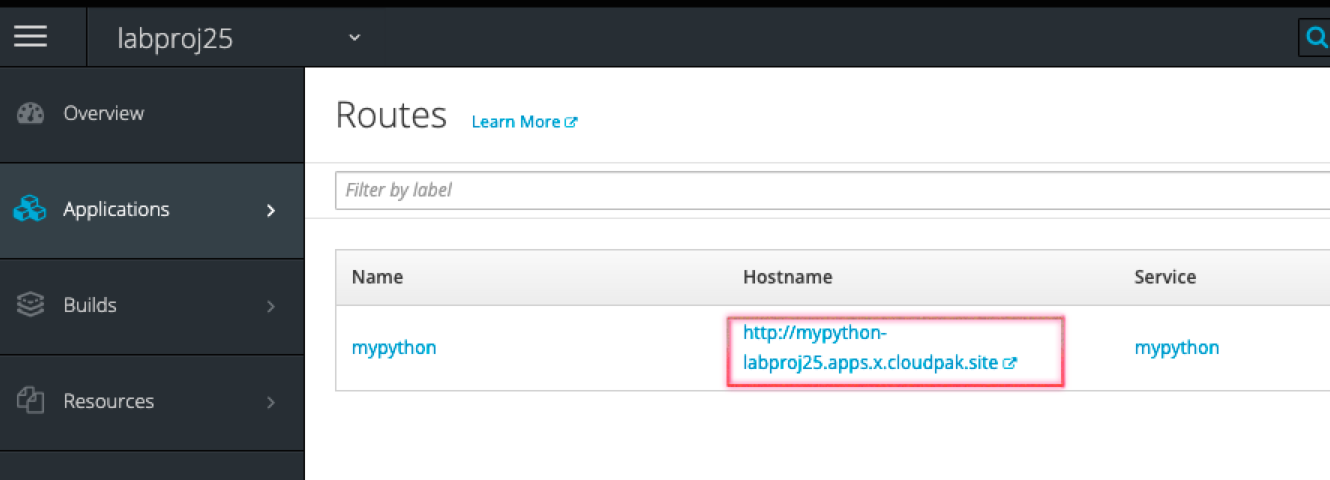 labproj25
Overview
Applications
Builds
Resources
Routes Learn More
Filter by label
Name Hostname Service
mypython http://mypython- mypython
labproj25.apps.x.cloudpak.site